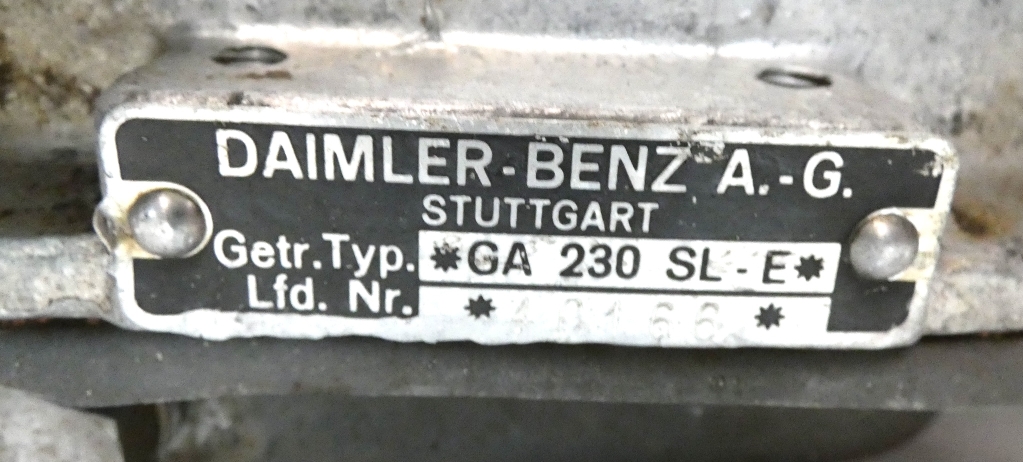 DAIMLER-BENZ A.-G.
STUTTGART
Getr.Typ. *GA 230 SL-E*
Lfd. Nr.